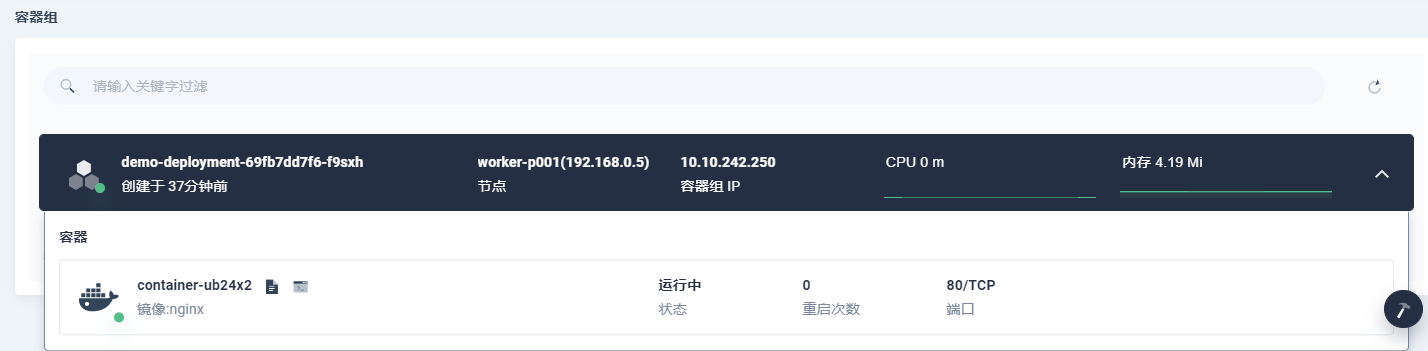 容器组
请输入关键字过滤
demo-deployment-69fb7dd7f6-f9sxh worker-p001(192.168.0.5) 10.10.242.250 CPU 0 m 内存 4.19 Mi
创建于 37分钟前 节点 容器组 IP
容器
container-ub24x2 运行中 0 80/TCP
镜像:nginx 状态 重启次数 端口